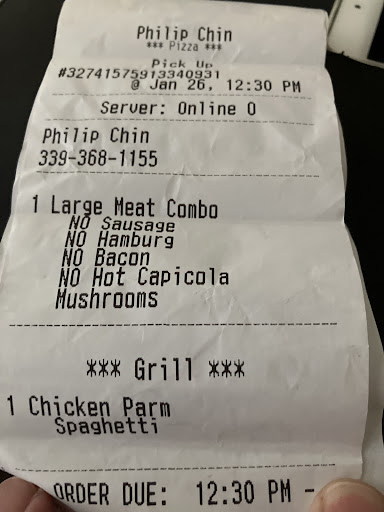 Philip Chin
*** Pizza ***
Pick Up
#32741575913340931
@ Jan 26, 12:30 PM
Server: Online O
Philip Chin
339-368-1155
1 Large Meat Combo
NO Sausage
NO Hamburg
NO Bacon
NO Hot Capicola
Mushrooms
*** Grill ***
1 Chicken Parm
Spaghetti
ORDER DUE: 12:30 PM -